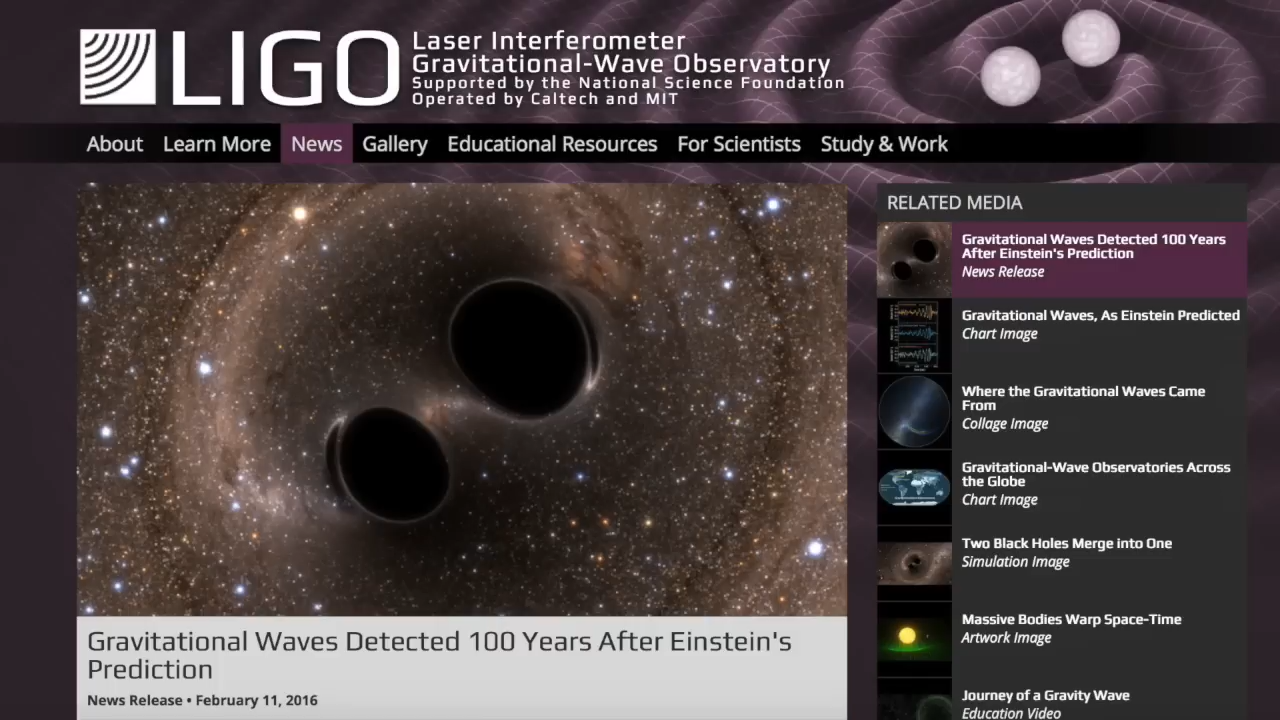 LIGO
Laser Interferometer
Gravitational-Wave Observatory
Supported by the National Science Foundation
Operated by Caltech and MIT
About Learn More News Gallery Educational Resources For Scientists Study & Work
Gravitational Waves Detected 100 Years After Einstein's
Prediction
News Release • February 11, 2016
RELATED MEDIA
Gravitational Waves Detected 100 Years
After Einstein's Prediction
News Release
Gravitational Waves, As Einstein Predicted
Chart Image
Where the Gravitational Waves Came
From
Collage Image
Gravitational-Wave Observatories Across
the Globe
Chart Image
Two Black Holes Merge into One
Simulation Image
Massive Bodies Warp Space-Time
Artwork Image
Journey of a Gravity Wave
Education Video